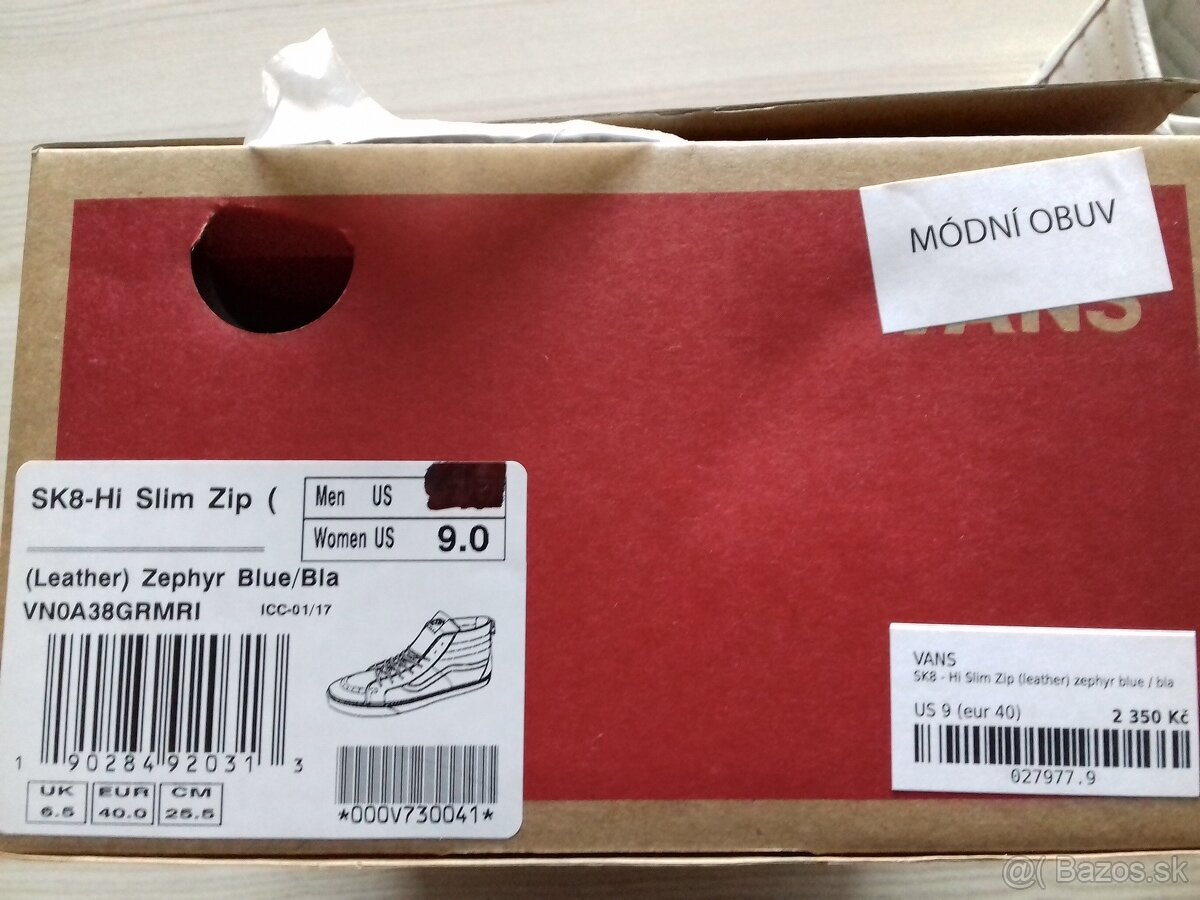 MÓDNÍ OBUV
VANS
SK8-Hi Slim Zip (
Men US
Women US 9.0
(Leather) Zephyr Blue/Bla
VN0A38GRMRI ICC-01/17
1 90284 92031 3
UK EUR CM
6.5 40.0 25.5
*000V730041*
VANS
SK8 - Hi Slim Zip (leather) zephyr blue / bla
US 9 (eur 40) 2 350 Kč
027977.9
@( Bazos.sk